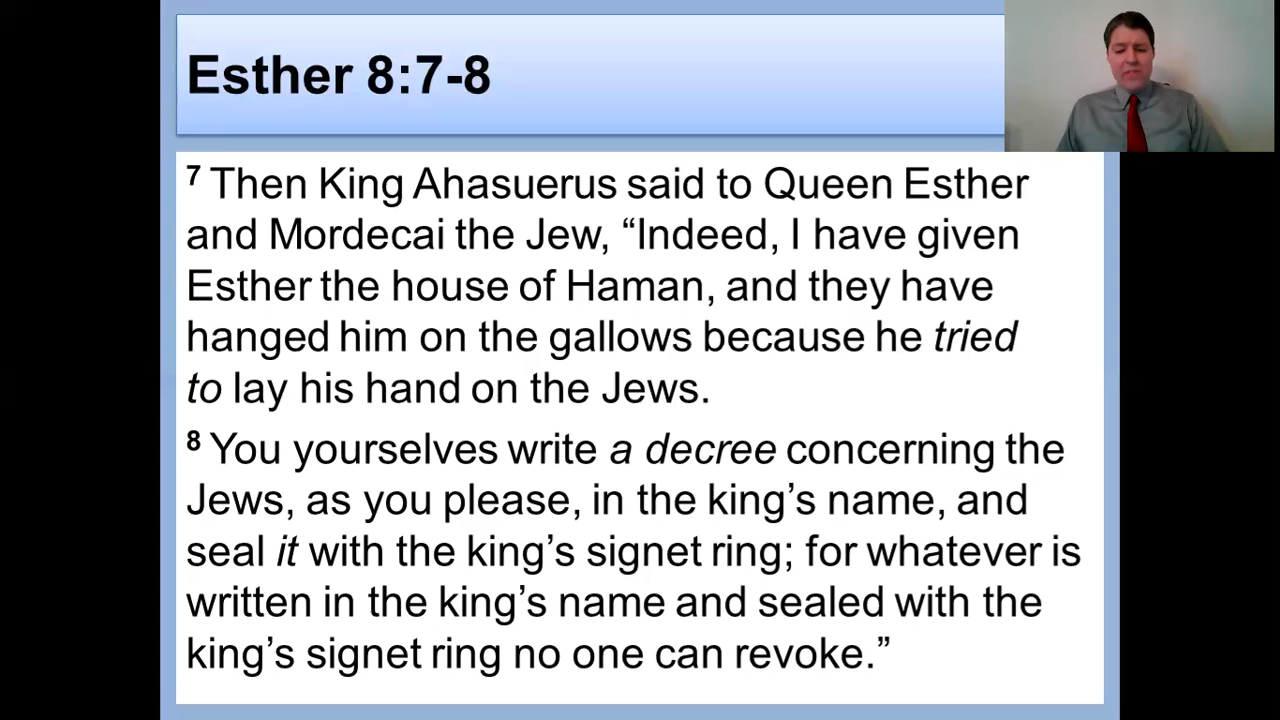 Esther 8:7-8
7 Then King Ahasuerus said to Queen Esther
and Mordecai the Jew, “Indeed, I have given
Esther the house of Haman, and they have
hanged him on the gallows because he tried
to lay his hand on the Jews.
8 You yourselves write a decree concerning the
Jews, as you please, in the king’s name, and
seal it with the king’s signet ring; for whatever is
written in the king’s name and sealed with the
king’s signet ring no one can revoke.”